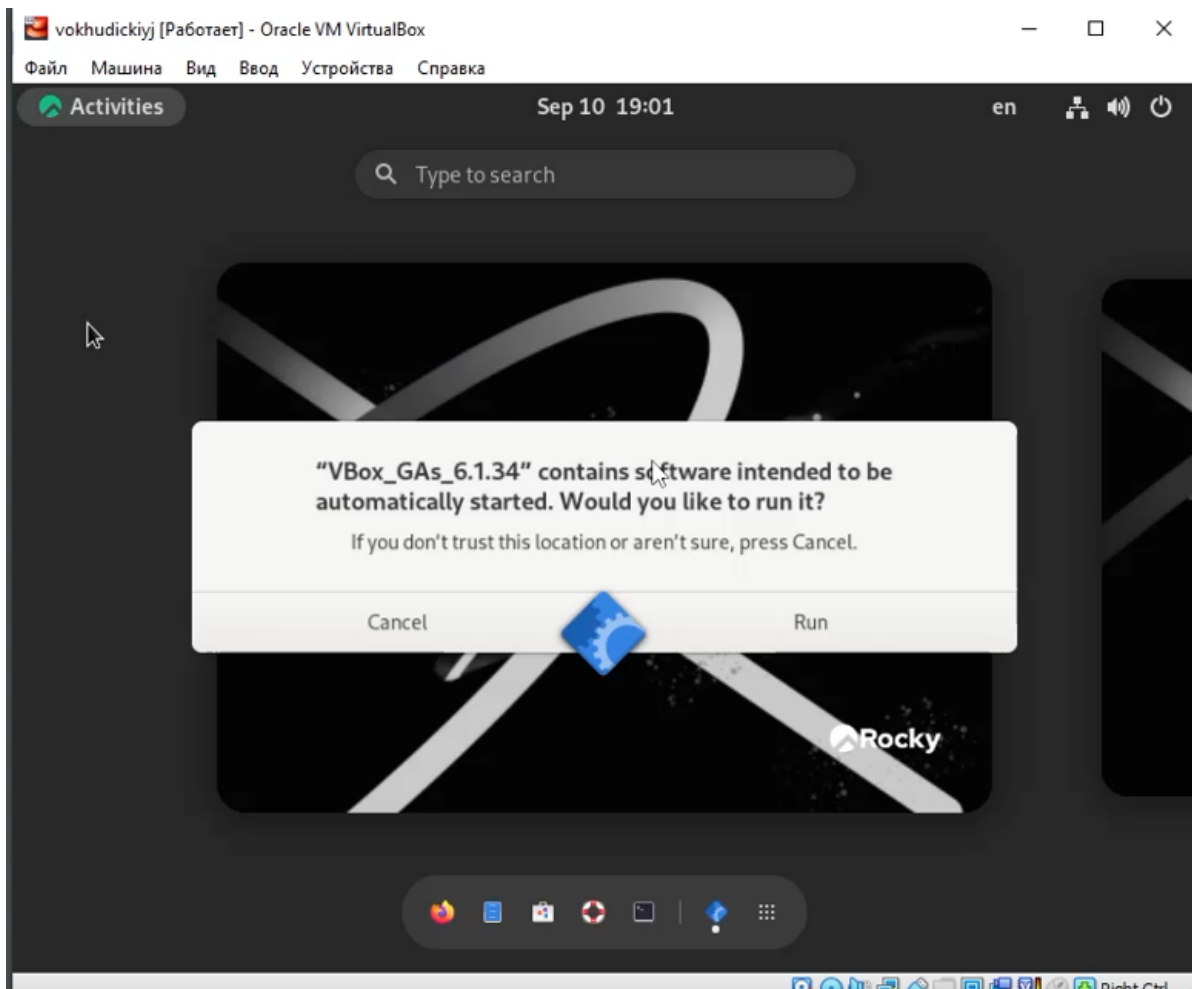 vokhudickiyj [Работает] - Oracle VM VirtualBox
Файл Машина Вид Ввод Устройства Справка
Activities Sep 10 19:01 en
Type to search
“VBox_GAs_6.1.34” contains software intended to be
automatically started. Would you like to run it?
If you don’t trust this location or aren’t sure, press Cancel.
Cancel Run
Rocky
Right Ctrl